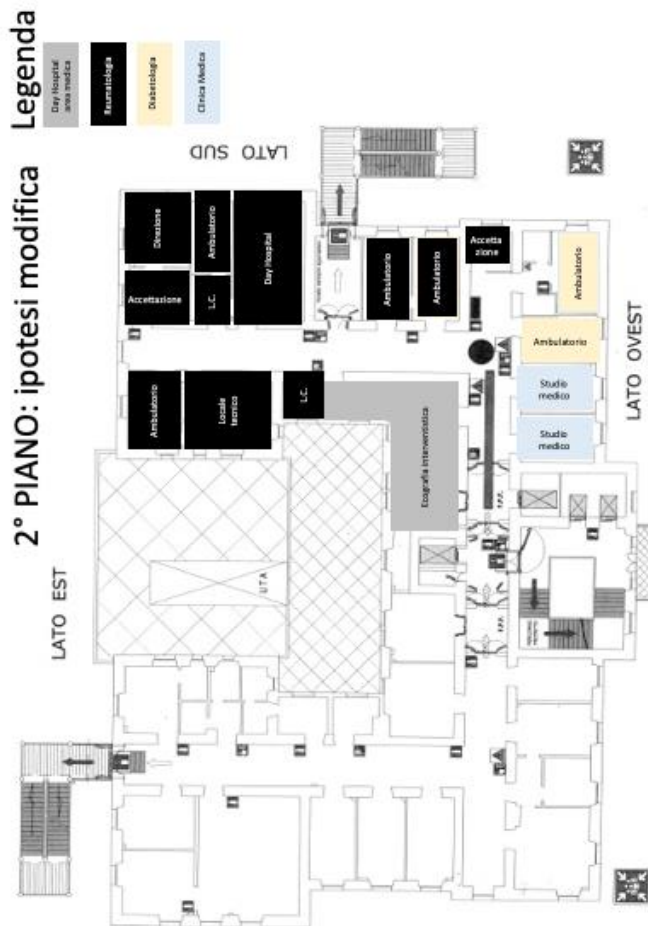 2° PIANO: ipotesi modifica
Legenda
Day Hospital
area medica
Reumatologia
Diabetologia
Clinica Medica
LATO EST
LATO SUD
LATO OVEST
Direzione
Accettazione
Ambulatorio
L.C.
Day Hospital
Ambulatorio
Locale
tecnico
L.C.
Ambulatorio
Ambulatorio
Accetta
zione
Ambulatorio
Ambulatorio
Studio
medico
Studio
medico
Ecografia interventistica
UTA